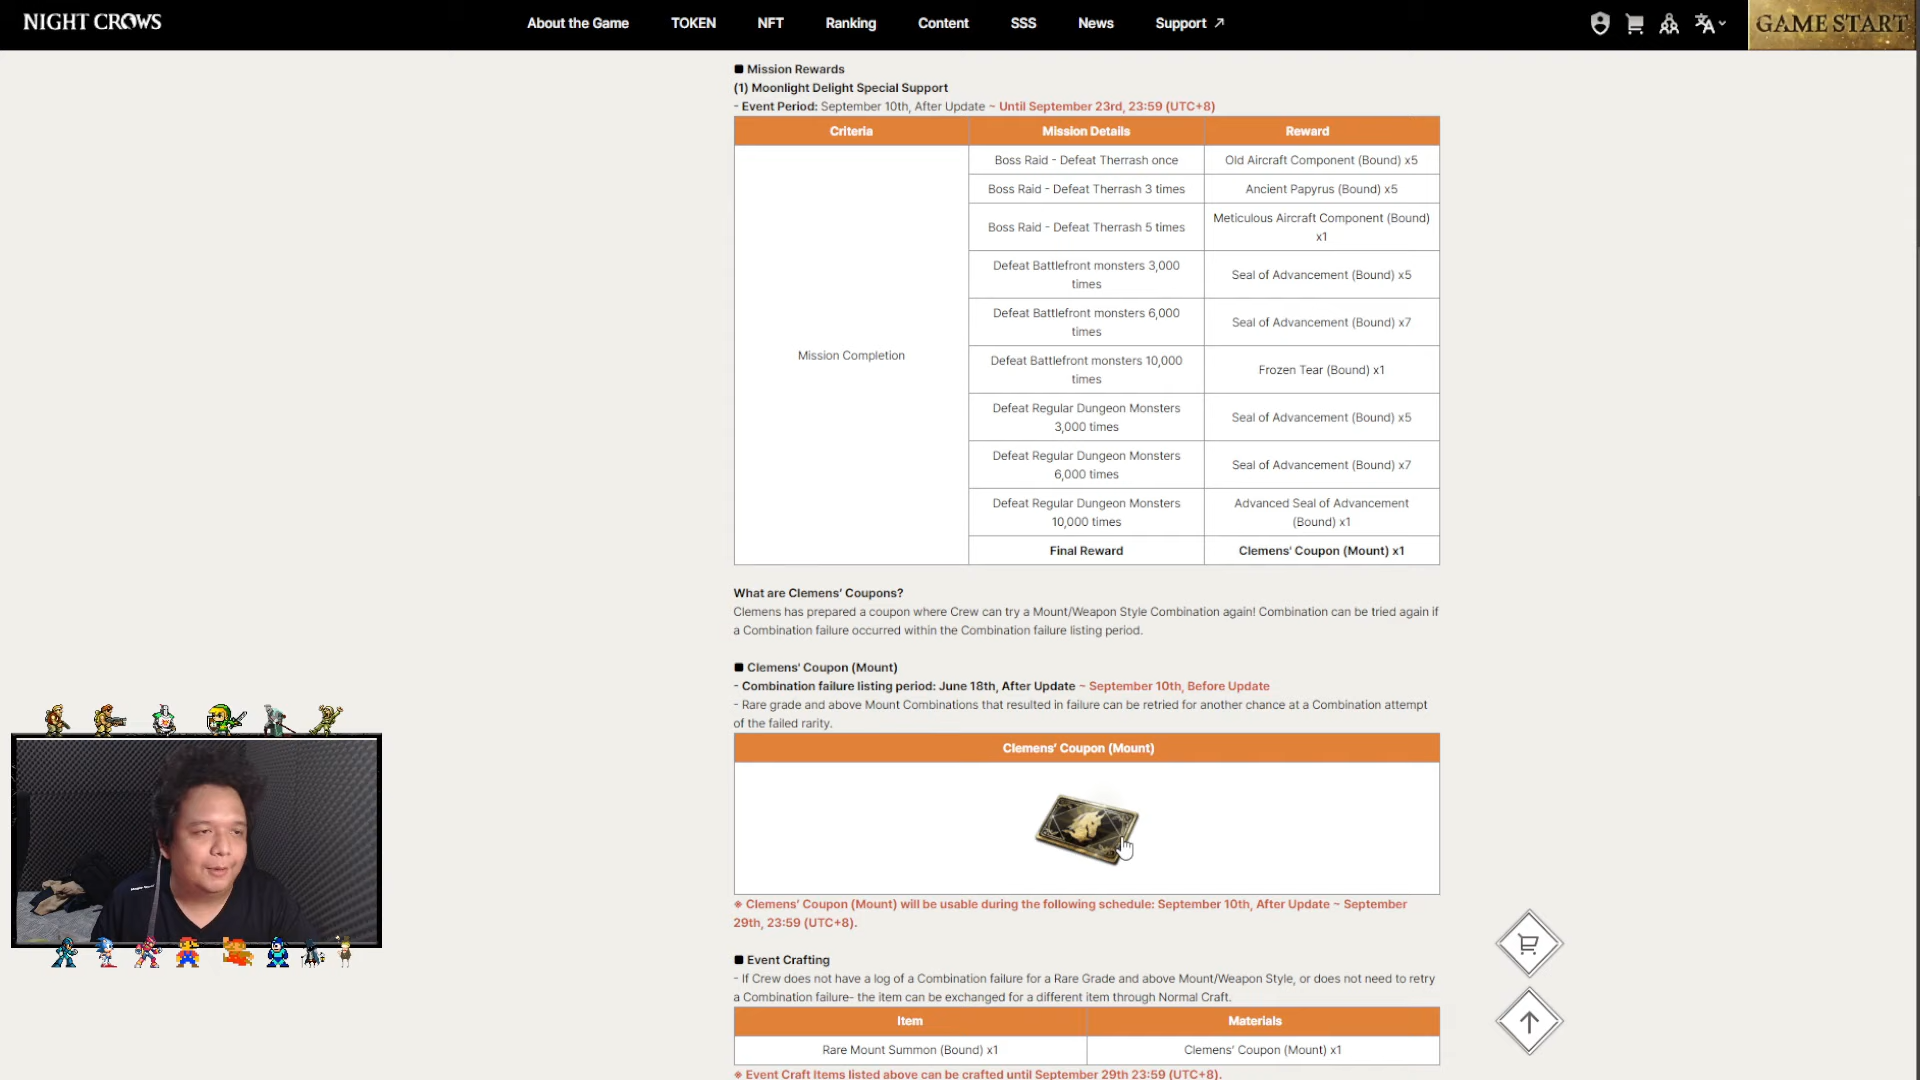 NIGHT CROWS
About the Game
TOKEN
NFT
Ranking
Content
SSS
News
Support
GAME START
Mission Rewards
(1) Moonlight Delight Special Support
- Event Period: September 10th, After Update ~ Until September 23rd, 23:59 (UTC+8)
Criteria
Mission Details
Reward
Mission Completion
Boss Raid - Defeat Therrash once
Old Aircraft Component (Bound) x5
Boss Raid - Defeat Therrash 3 times
Ancient Papyrus (Bound) x5
Boss Raid - Defeat Therrash 5 times
Meticulous Aircraft Component (Bound)
x1
Defeat Battlefront monsters 3,000
times
Seal of Advancement (Bound) x5
Defeat Battlefront monsters 6,000
times
Seal of Advancement (Bound) x7
Defeat Battlefront monsters 10,000
times
Frozen Tear (Bound) x1
Defeat Regular Dungeon Monsters
3,000 times
Seal of Advancement (Bound) x5
Defeat Regular Dungeon Monsters
6,000 times
Seal of Advancement (Bound) x7
Defeat Regular Dungeon Monsters
10,000 times
Advanced Seal of Advancement
(Bound) x1
Final Reward
Clemens' Coupon (Mount) x1
What are Clemens' Coupons?
Clemens has prepared a coupon where Crew can try a Mount/Weapon Style Combination again! Combination can be tried again if
a Combination failure occurred within the Combination failure listing period.
Clemens' Coupon (Mount)
- Combination failure listing period: June 18th, After Update ~ September 10th, Before Update
- Rare grade and above Mount Combinations that resulted in failure can be retried for another chance at a Combination attempt
of the failed rarity.
Clemens' Coupon (Mount)
※ Clemens' Coupon (Mount) will be usable during the following schedule: September 10th, After Update ~ September
29th, 23:59 (UTC+8).
Event Crafting
- If Crew does not have a log of a Combination failure for a Rare Grade and above Mount/Weapon Style, or does not need to retry
a Combination failure- the item can be exchanged for a different item through Normal Craft.
Item
Materials
Rare Mount Summon (Bound) x1
Clemens' Coupon (Mount) x1
※ Event Craft Items listed above can be crafted until September 29th 23:59 (UTC+8).